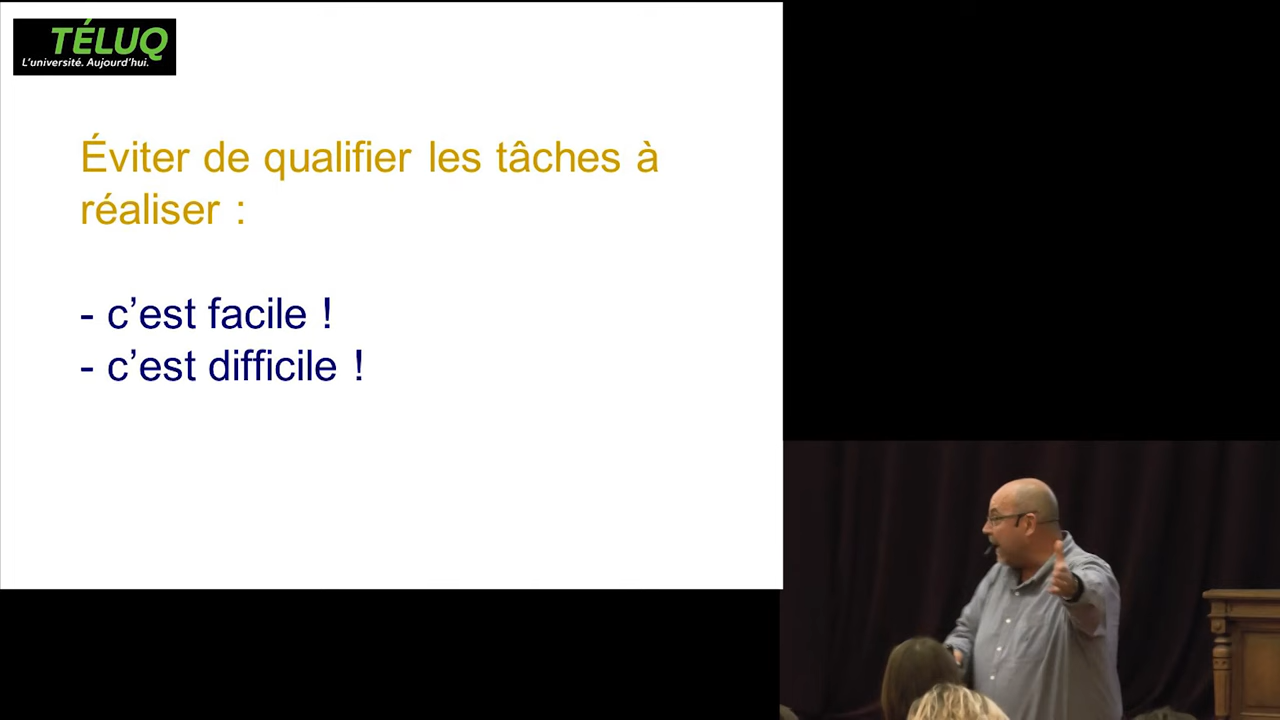 TÉLUQ
L'université. Aujourd'hui.
Éviter de qualifier les tâches à
réaliser :
- c’est facile !
- c’est difficile !